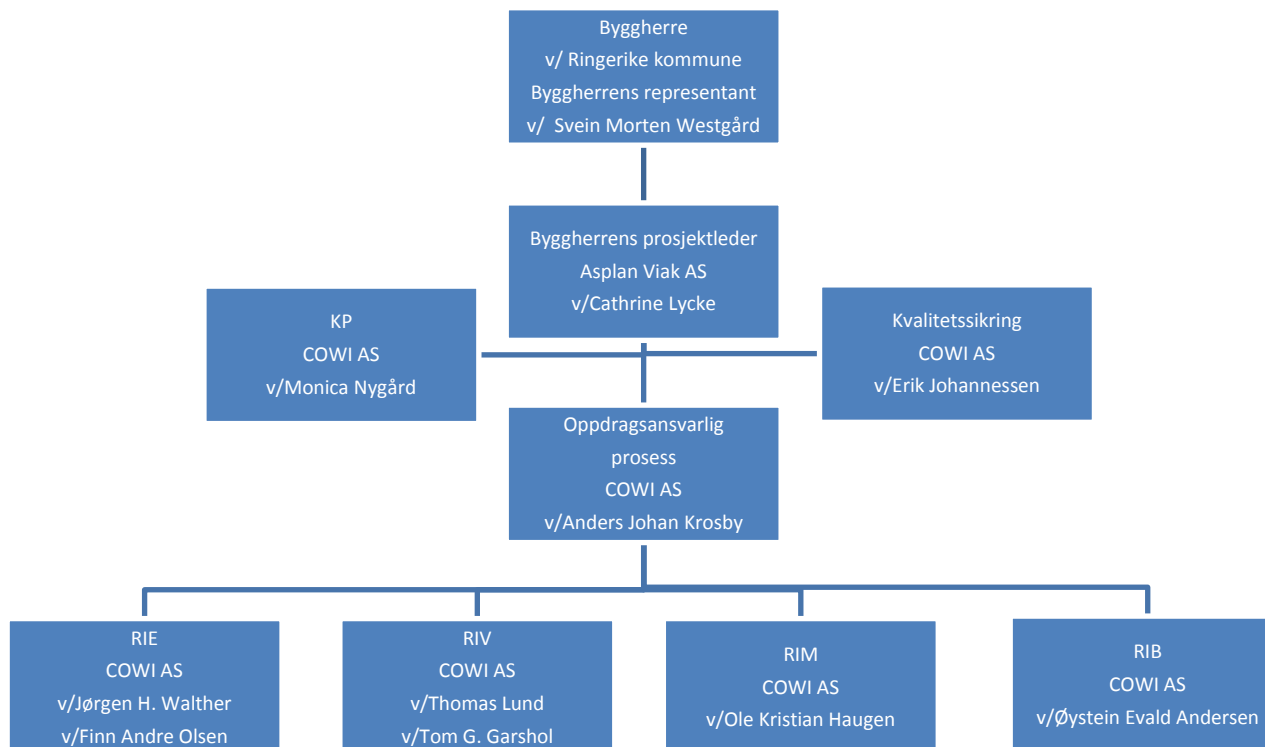 Byggherre
v/ Ringerike kommune
Byggherrens representant
v/  Svein Morten Westgård
Byggherrens prosjektleder
Asplan Viak AS
v/Cathrine Lycke
KP
COWI AS
v/Monica Nygård
Kvalitetssikring
COWI AS
v/Erik Johannessen
Oppdragsansvarlig
prosess
COWI AS
v/Anders Johan Krosby
RIE
COWI AS
v/Jørgen H. Walther
v/Finn Andre Olsen
RIV
COWI AS
v/Thomas Lund
v/Tom G. Garshol
RIM
COWI AS
v/Ole Kristian Haugen
RIB
COWI AS
v/Øystein Evald Andersen